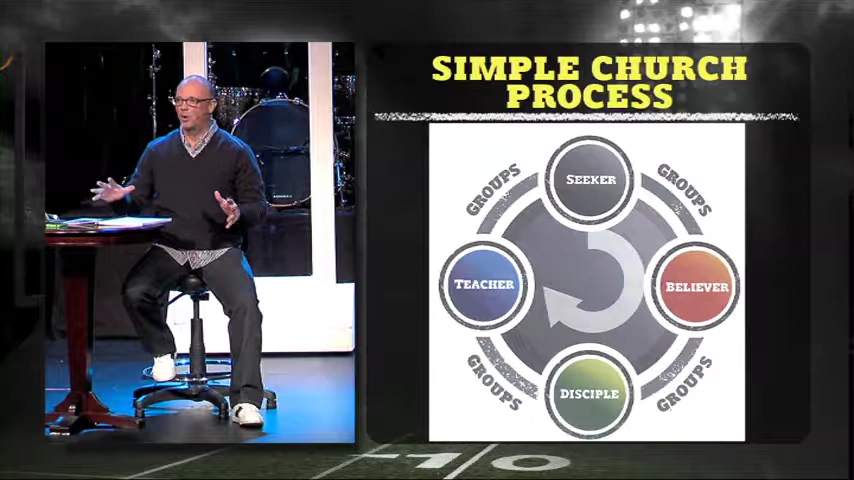 SIMPLE CHURCH
PROCESS
GROUPS
SEEKER
GROUPS
TEACHER
BELIEVER
GROUPS
DISCIPLE
GROUPS
10